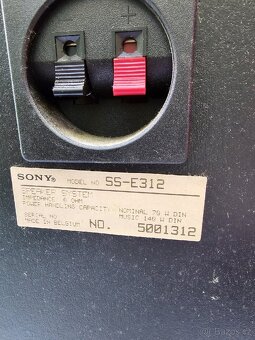 - +
SONY® MODEL NO. SS-E312
SPEAKER SYSTEM
IMPEDANCE 6 OHMS
POWER HANDLING CAPACITY: NOMINAL 70 W DIN
MUSIC 140 W DIN
SERIAL NO.
MADE IN BELGIUM NO. 5001312